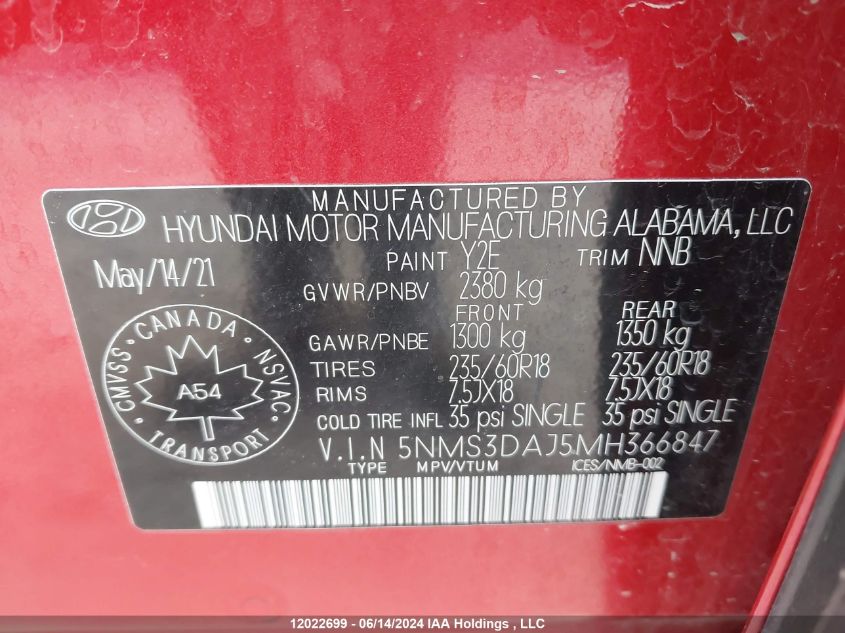 MANUFACTURED BY
HYUNDAI MOTOR MANUFACTURING ALABAMA, LLC
May/14/21 PAINT Y2E TRIM NNB
GVWR/PNBV 2380 kg
FRONT REAR
GAWR/PNBE 1300 kg 1350 kg
TIRES 235/60R18 235/60R18
RIMS 7.5JX18 7.5JX18
COLD TIRE INFL 35 psi SINGLE 35 psi SINGLE
V.I.N 5NMS3DAJ5MH366847
TYPE MPV/VTUM ICES/NMB-002
CMVSS · CANADA · NSVAC · TRANSPORT ·
A54
12022699 - 06/14/2024 IAA Holdings , LLC